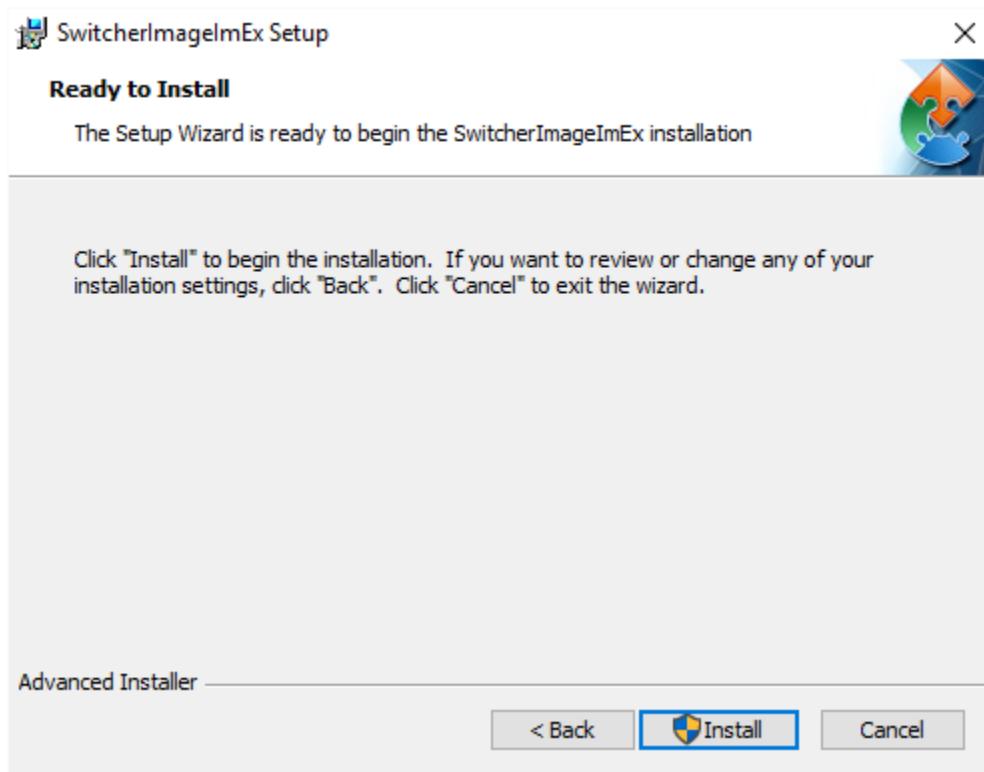 SwitcherImageImEx Setup
Ready to Install
The Setup Wizard is ready to begin the SwitcherImageImEx installation
Click "Install" to begin the installation.  If you want to review or change any of your
installation settings, click "Back".  Click "Cancel" to exit the wizard.
Advanced Installer
< Back
Install
Cancel